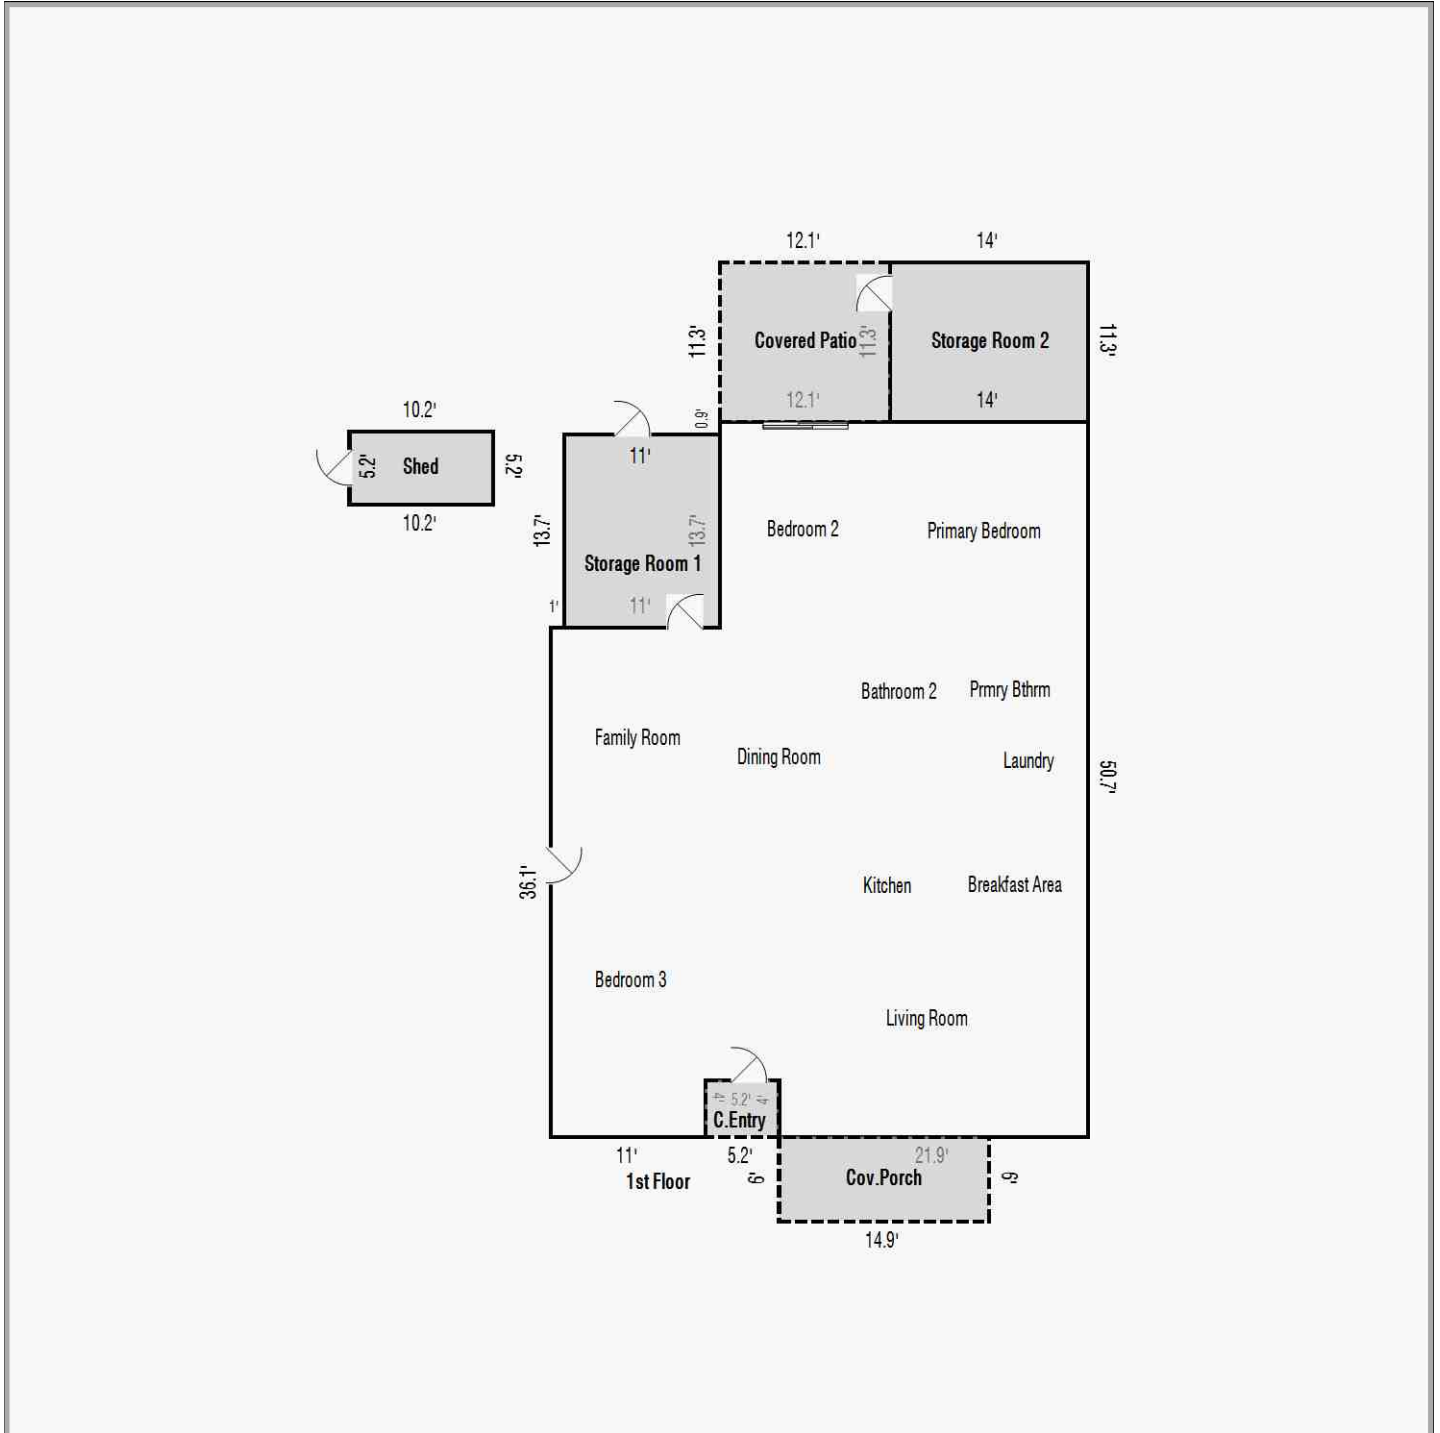 12.1' 14'
11.3' Covered Patio 11.3' Storage Room 2 11.3'
12.1' 14'
10.2' 0.9'
5.2' Shed 5.2' 11'
10.2' 13.7' 13.7' Bedroom 2 Primary Bedroom
Storage Room 1
1' 11'
Bathroom 2 Prmry Bthrm
Family Room Dining Room Laundry 50.7'
36.1' Kitchen Breakfast Area
Bedroom 3
Living Room
4' 5.2' 4'
C.Entry
11' 5.2' 21.9'
1st Floor 6' Cov.Porch 6'
14.9'